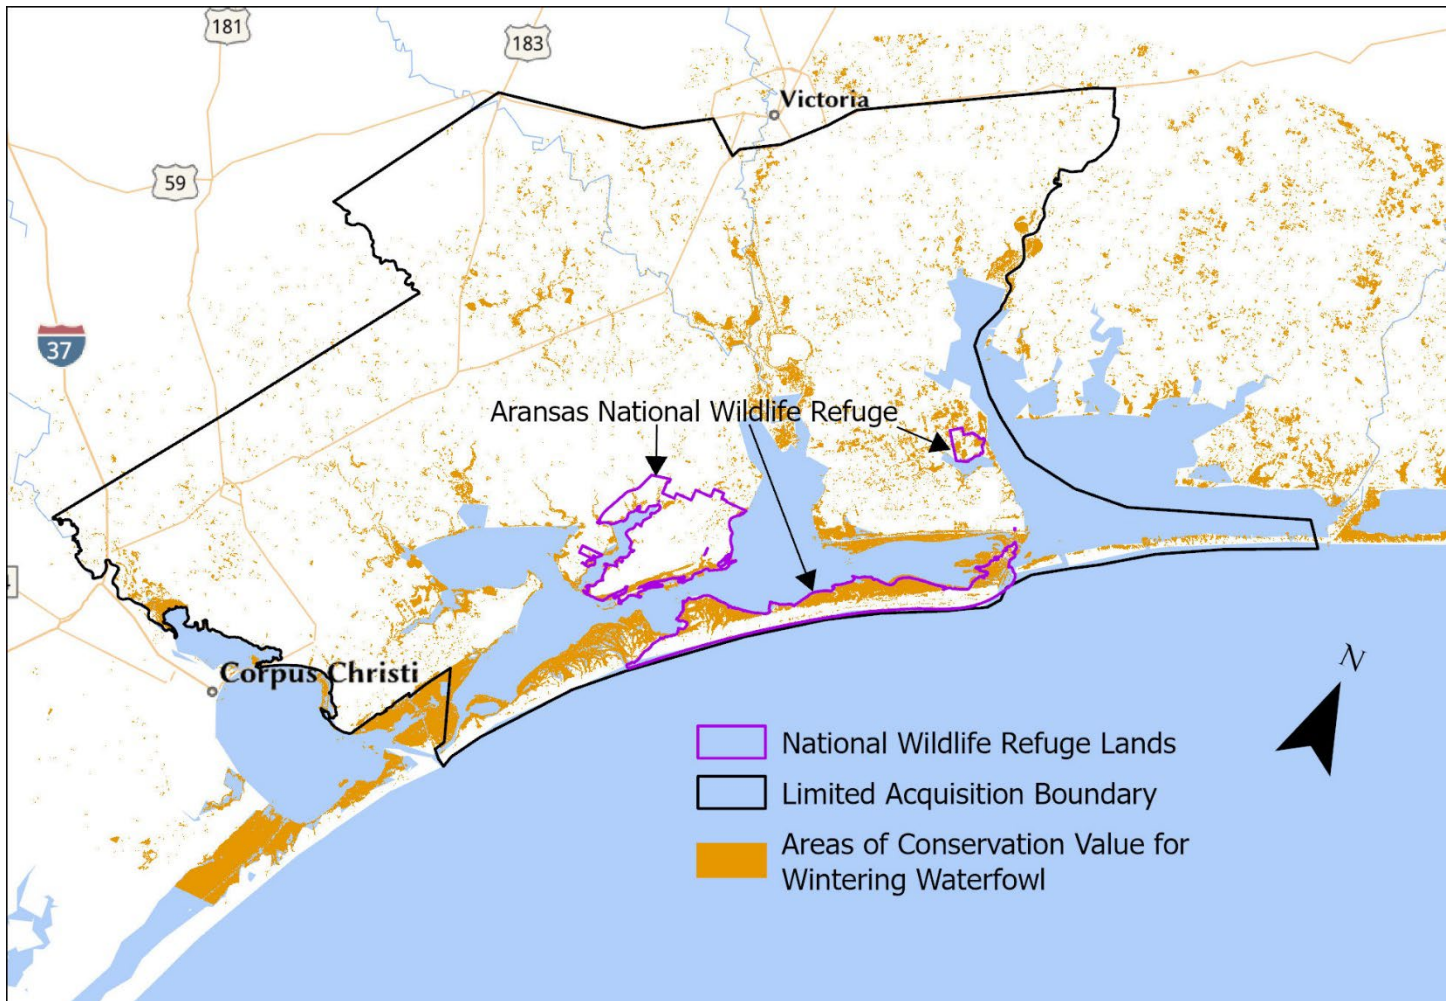 181
183
Victoria
59
37
Aransas National Wildlife Refuge
Corpus Christi
N
National Wildlife Refuge Lands
Limited Acquisition Boundary
Areas of Conservation Value for
Wintering Waterfowl